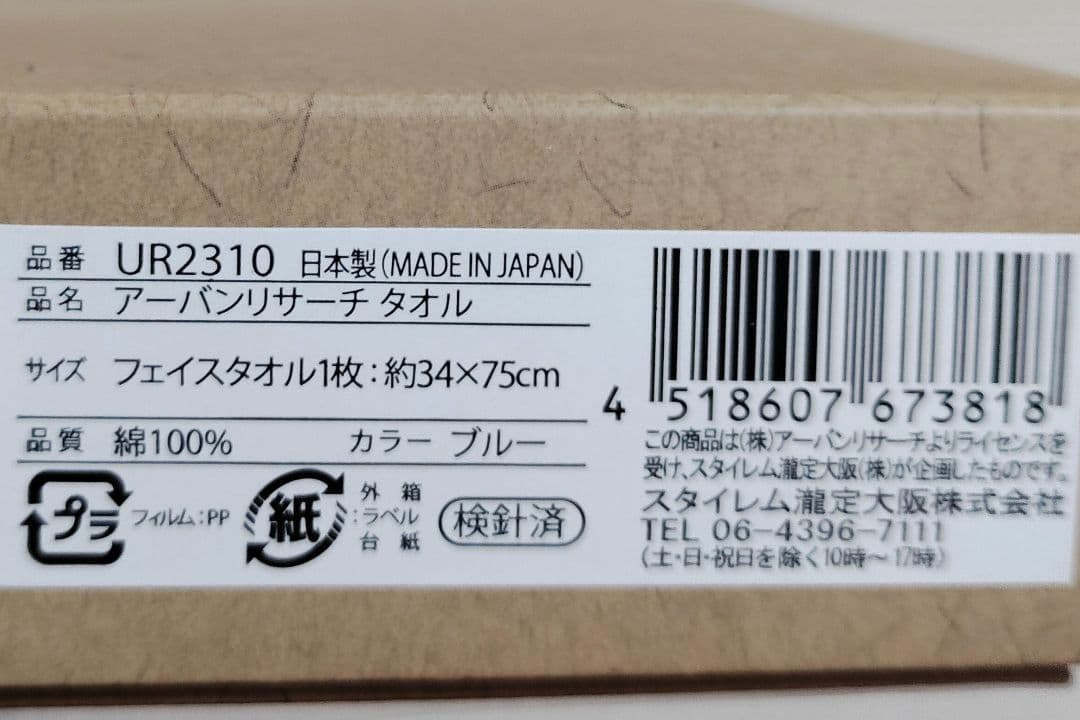 品番 UR2310 日本製(MADE IN JAPAN)
品名 アーバンリサーチ タオル
サイズ フェイスタオル1枚:約34×75cm
品質 綿100% カラー ブルー
プラ フィルム:PP 紙 外箱:ラベル 台紙 検針済
4 518607 673818
この商品は(株)アーバンリサーチよりライセンスを
受け、スタイレム瀧定大阪(株)が企画したものです。
スタイレム瀧定大阪株式会社
TEL 06-4396-7111
(土・日・祝日を除く10時~17時)